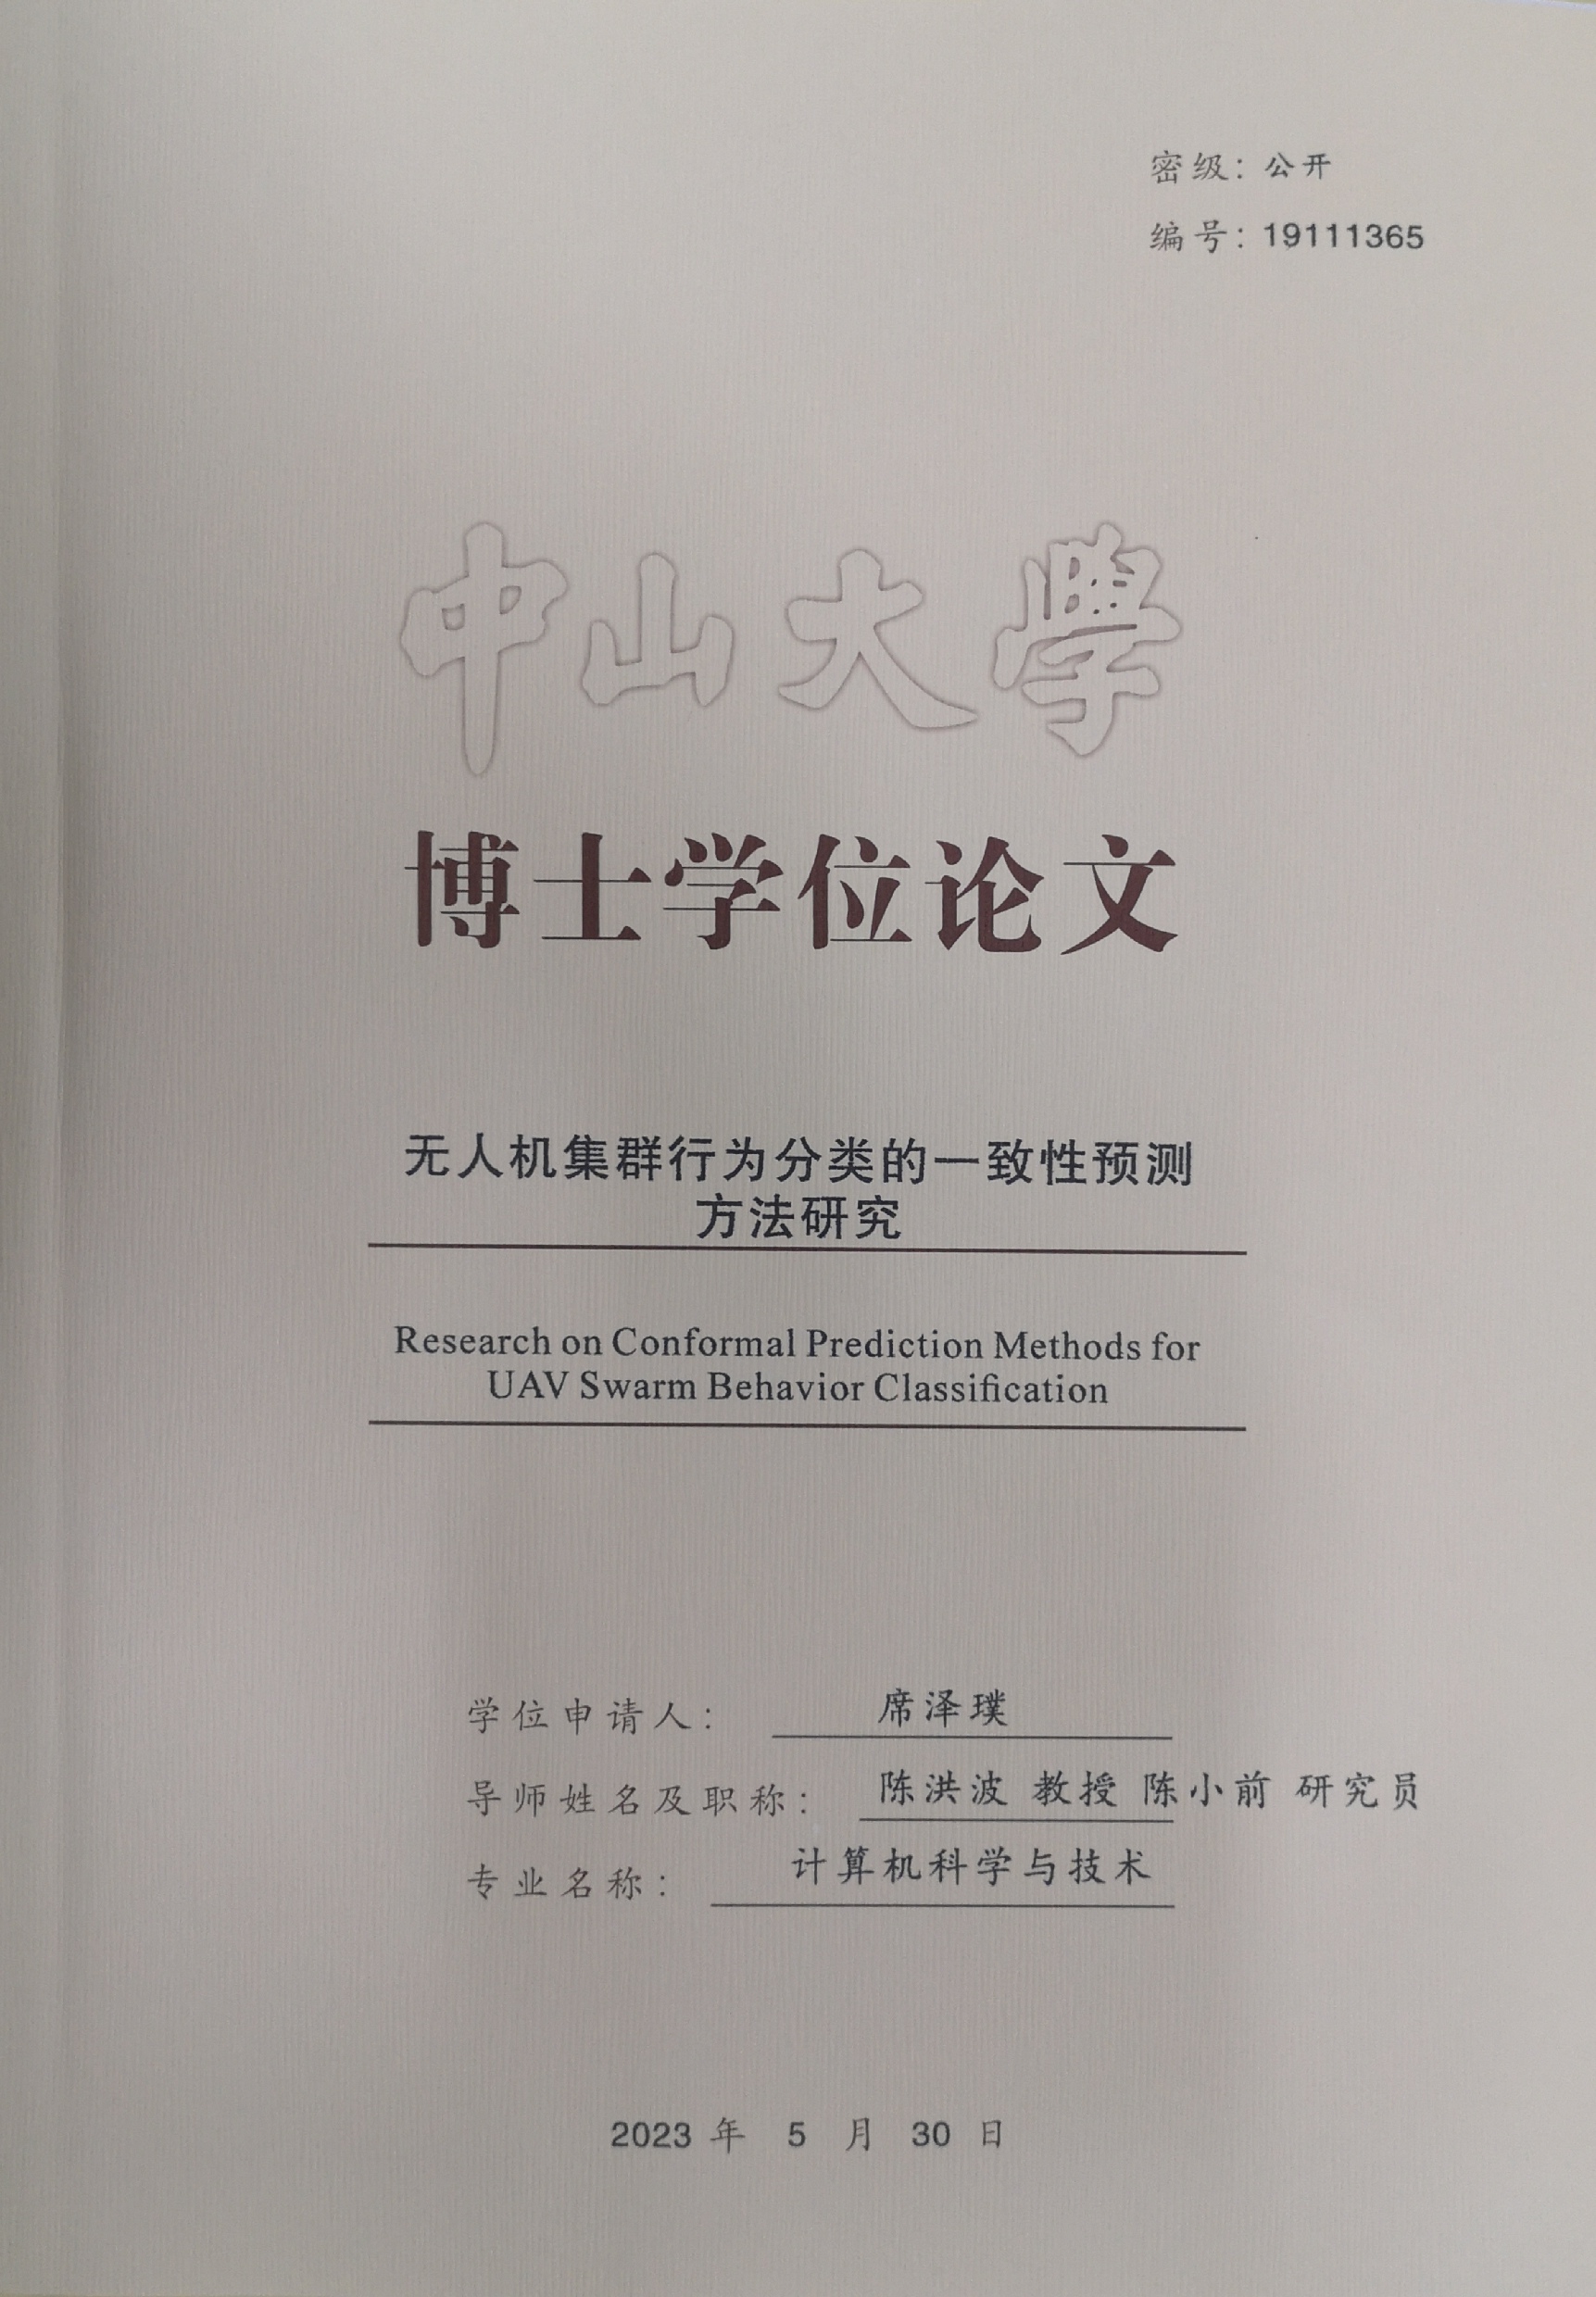 密级：公开
编号：19111365
中山大學
博士学位论文
无人机集群行为分类的一致性预测
方法研究
Research on Conformal Prediction Methods for
UAV Swarm Behavior Classification
学位申请人： 席泽璞
导师姓名及职称： 陈洪波 教授 陈小前 研究员
专业名称： 计算机科学与技术
2023 年 5 月 30 日